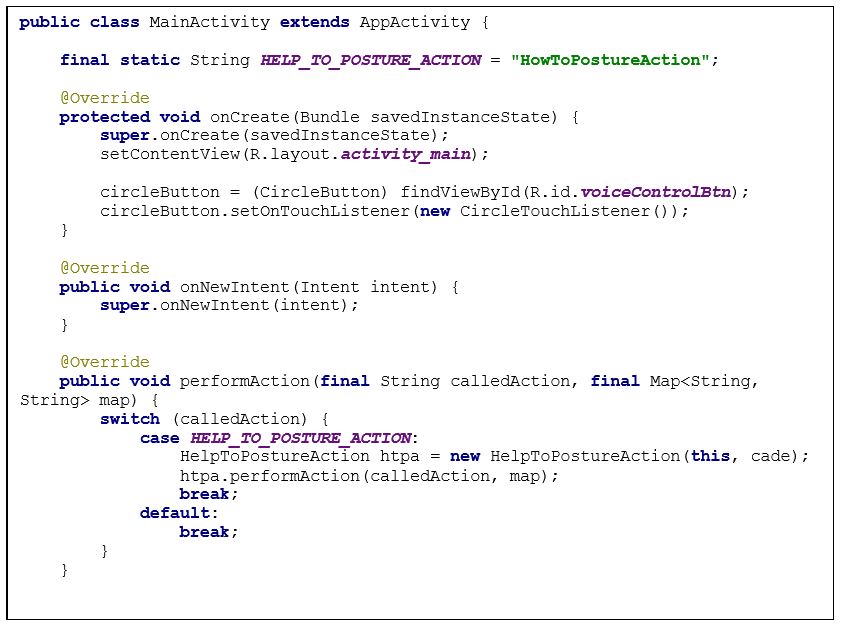 public class MainActivity extends AppActivity {
final static String HELP_TO_POSTURE_ACTION = "HowToPostureAction";
@Override
protected void onCreate(Bundle savedInstanceState) {
super.onCreate(savedInstanceState);
setContentView(R.layout.activity_main);
circleButton = (CircleButton) findViewById(R.id.voiceControlBtn);
circleButton.setOnTouchListener(new CircleTouchListener());
}
@Override
public void onNewIntent(Intent intent) {
super.onNewIntent(intent);
}
@Override
public void performAction(final String calledAction, final Map<String,
String> map) {
switch (calledAction) {
case HELP_TO_POSTURE_ACTION:
HelpToPostureAction htpa = new HelpToPostureAction(this, cade);
htpa.performAction(calledAction, map);
break;
default:
break;
}
}